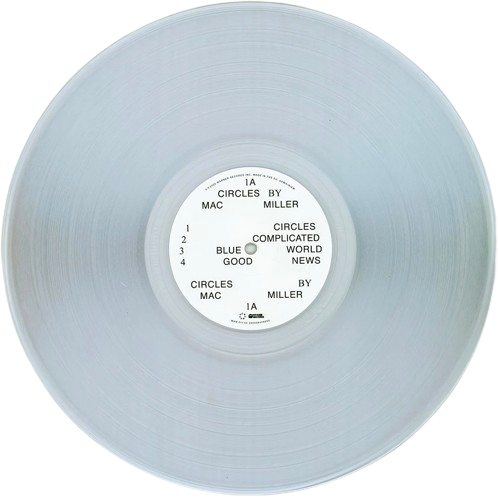 1A
CIRCLES BY
MAC MILLER
1 CIRCLES
2 COMPLICATED
3 BLUE WORLD
4 GOOD NEWS
CIRCLES BY
MAC MILLER
1A